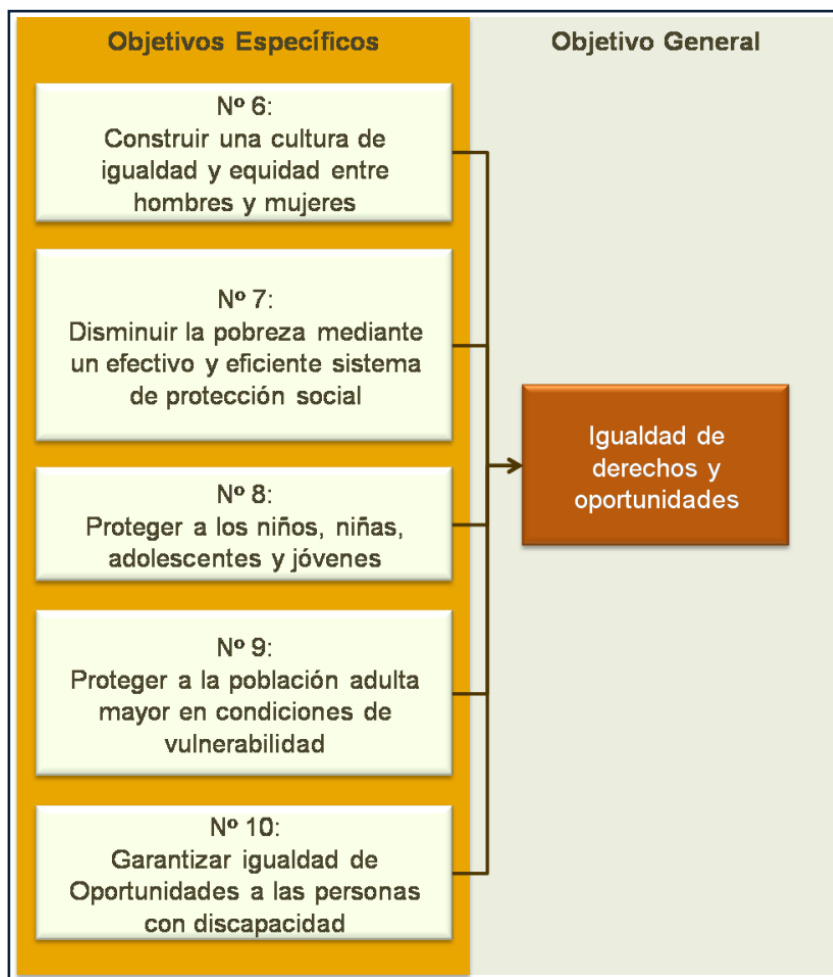 Objetivos Específicos
Nº 6:
Construir una cultura de
igualdad y equidad entre
hombres y mujeres
Nº 7:
Disminuir la pobreza mediante
un efectivo y eficiente sistema
de protección social
Nº 8:
Proteger a los niños, niñas,
adolescentes y jóvenes
Nº 9:
Proteger a la población adulta
mayor en condiciones de
vulnerabilidad
Nº 10:
Garantizar igualdad de
Oportunidades a las personas
con discapacidad
Objetivo General
Igualdad de
derechos y
oportunidades